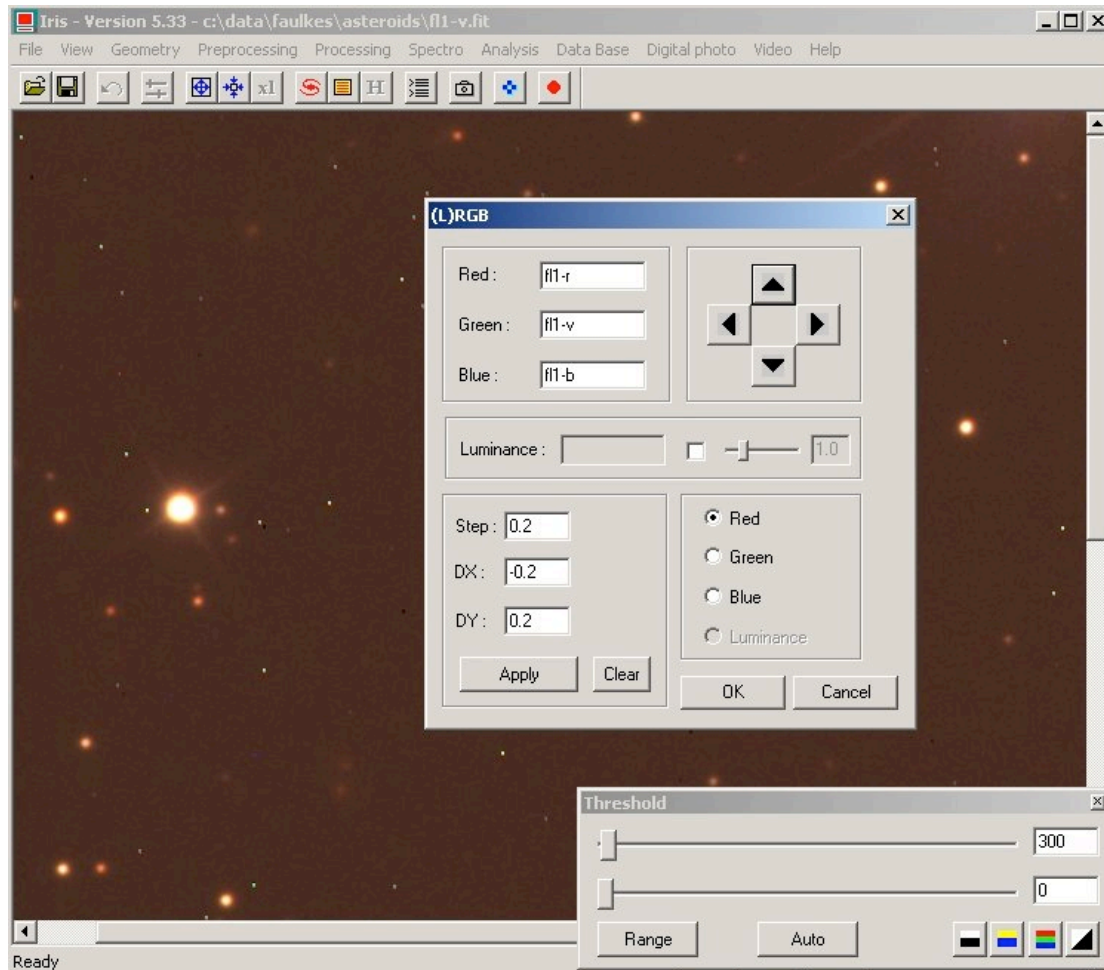 Iris - Version 5.33 - c:\data\faulkes\asteroids\fl1-v.fit
File View Geometry Preprocessing Processing Spectro Analysis Data Base Digital photo Video Help
x1 H
(L)RGB
Red : fl1-r
Green : fl1-v
Blue : fl1-b
Luminance : 1.0
Step : 0.2
DX : -0.2
DY : 0.2
Apply Clear
Red
Green
Blue
Luminance
OK Cancel
Threshold
300
0
Range Auto
Ready